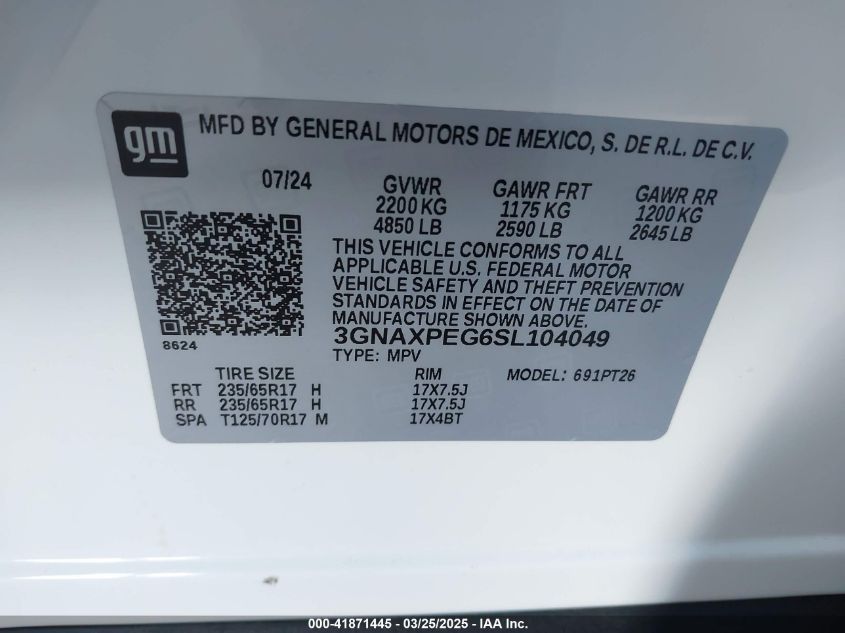 gm
MFD BY GENERAL MOTORS DE MEXICO, S. DE R.L. DE C.V.
07/24
GVWR
2200 KG
4850 LB
GAWR FRT
1175 KG
2590 LB
GAWR RR
1200 KG
2645 LB
THIS VEHICLE CONFORMS TO ALL
APPLICABLE U.S. FEDERAL MOTOR
VEHICLE SAFETY AND THEFT PREVENTION
STANDARDS IN EFFECT ON THE DATE OF
MANUFACTURE SHOWN ABOVE.
3GNAXPEG6SL104049
8624
TYPE: MPV
TIRE SIZE RIM MODEL: 691PT26
FRT 235/65R17 H 17X7.5J
RR 235/65R17 H 17X7.5J
SPA T125/70R17 M 17X4BT
000-41871445 - 03/25/2025 - IAA Inc.